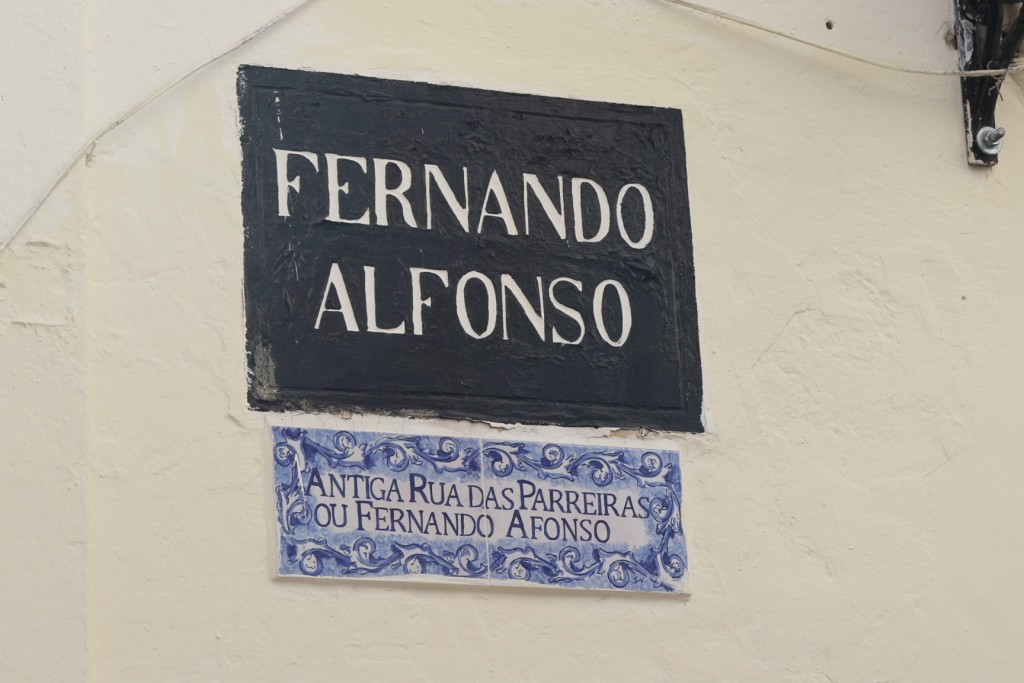 FERNANDO
ALFONSO
ANTIGA RUA DAS PARREIRAS
OU FERNANDO AFONSO